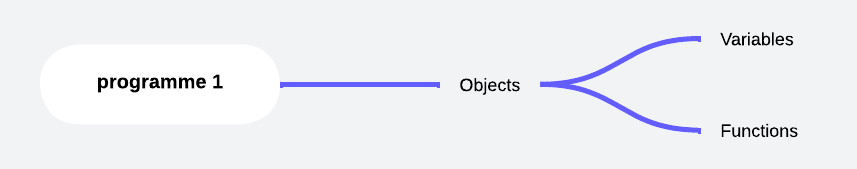 programme 1
Objects
Variables
Functions